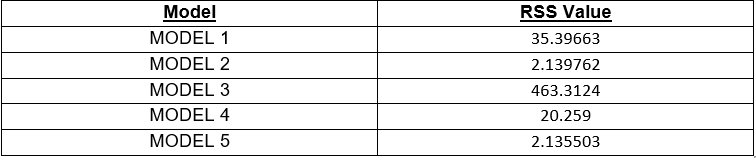 Model RSS Value
MODEL 1 35.39663
MODEL 2 2.139762
MODEL 3 463.3124
MODEL 4 20.259
MODEL 5 2.135503